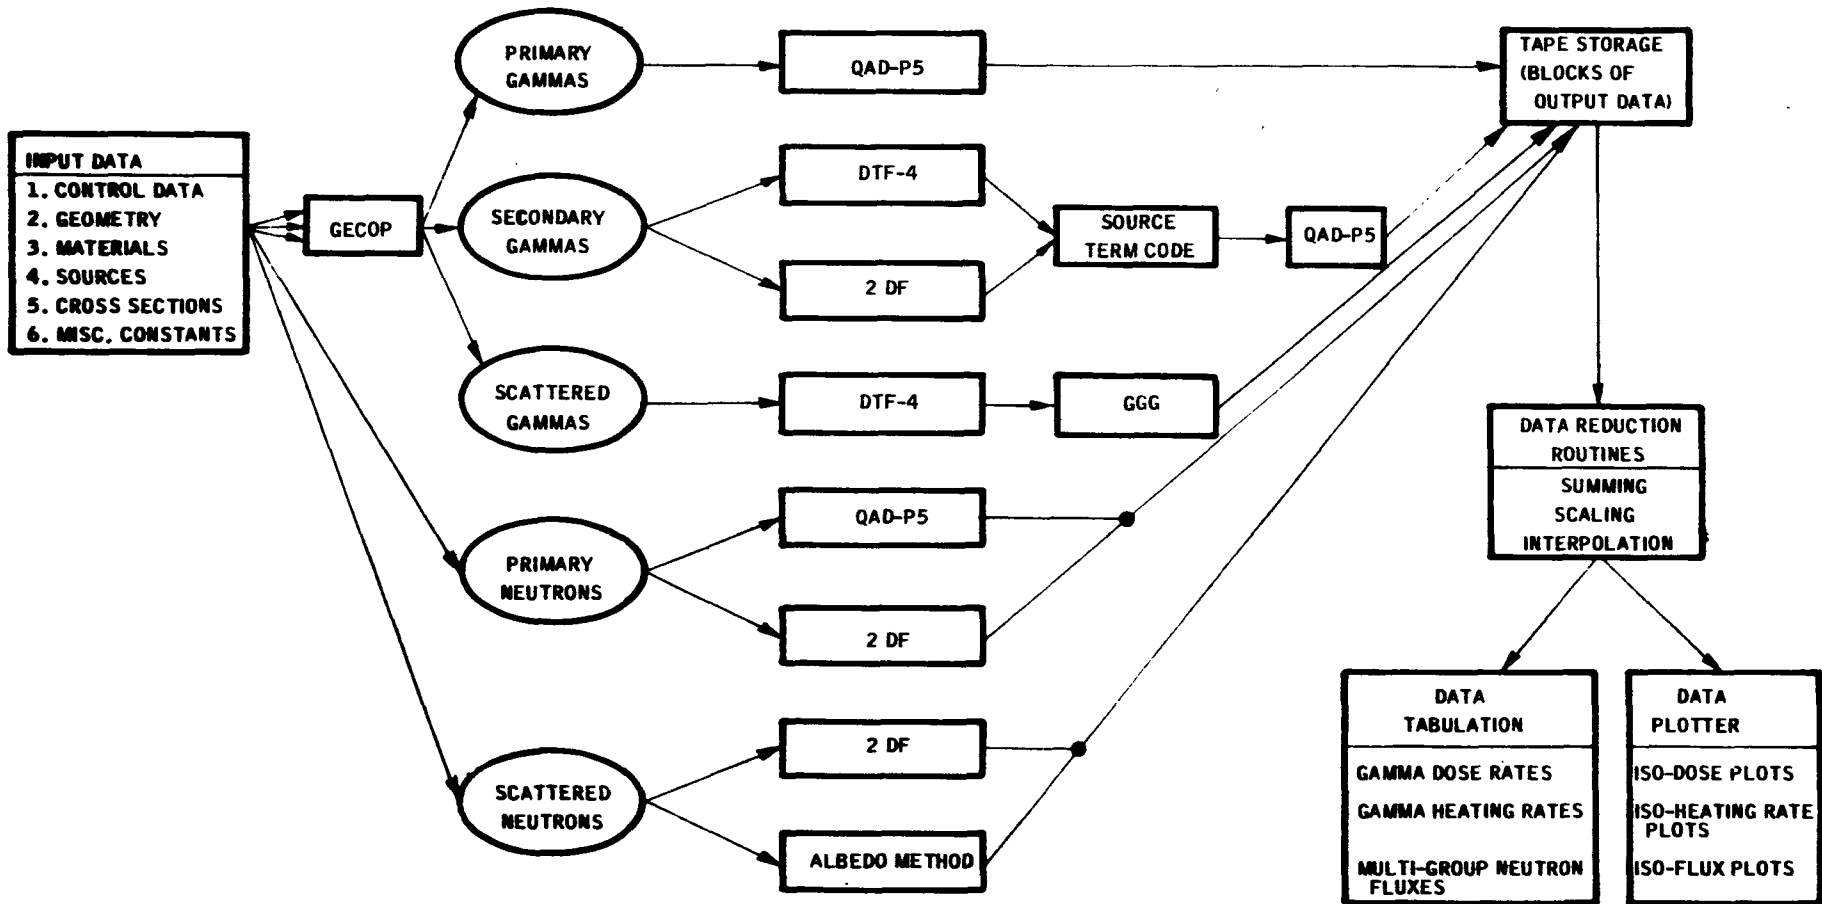 INPUT DATA
1. CONTROL DATA
2. GEOMETRY
3. MATERIALS
4. SOURCES
5. CROSS SECTIONS
6. MISC. CONSTANTS
GECOP
PRIMARY
GAMMAS
QAD-P5
SECONDARY
GAMMAS
DTF-4
2 DF
SOURCE
TERM CODE
QAD-P5
SCATTERED
GAMMAS
DTF-4
GGG
PRIMARY
NEUTRONS
QAD-P5
2 DF
SCATTERED
NEUTRONS
2 DF
ALBEDO METHOD
TAPE STORAGE
(BLOCKS OF
OUTPUT DATA)
DATA REDUCTION
ROUTINES
SUMMING
SCALING
INTERPOLATION
DATA
TABULATION
GAMMA DOSE RATES
GAMMA HEATING RATES
MULTI-GROUP NEUTRON
FLUXES
DATA
PLOTTER
ISO-DOSE PLOTS
ISO-HEATING RATE
PLOTS
ISO-FLUX PLOTS